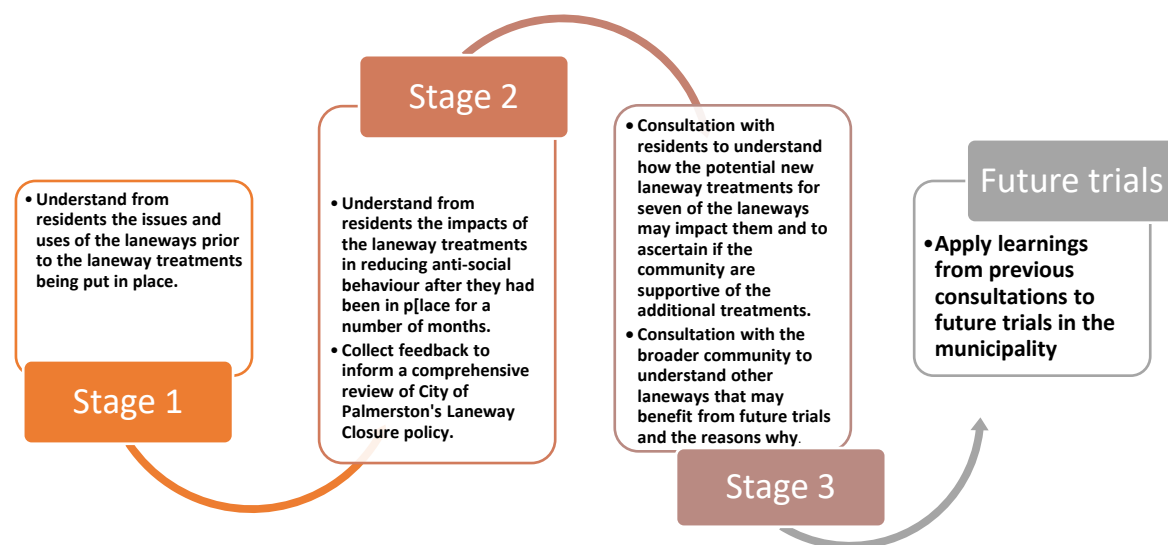 • Understand from
residents the issues and
uses of the laneways prior
to the laneway treatments
being put in place.
Stage 1
Stage 2
• Understand from
residents the impacts of
the laneway treatments
in reducing anti-social
behaviour after they had
been in p[lace for a
number of months.
• Collect feedback to
inform a comprehensive
review of City of
Palmerston's Laneway
Closure policy.
• Consultation with
residents to understand
how the potential new
laneway treatments for
seven of the laneways
may impact them and to
ascertain if the
community are
supportive of the
additional treatments.
• Consultation with the
broader community to
understand other
laneways that may
benefit from future trials
and the reasons why.
Stage 3
Future trials
• Apply learnings
from previous
consultations to
future trials in the
municipality